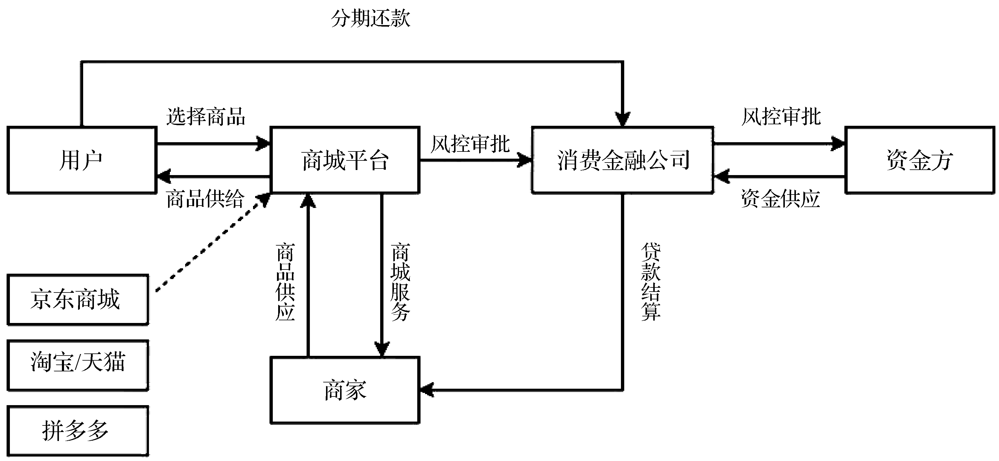 分期还款
选择商品
风控审批
风控审批
用户
商城平台
消费金融公司
资金方
商品供给
资金供应
商品供应
商城服务
贷款结算
京东商城
淘宝/天猫
商家
拼多多